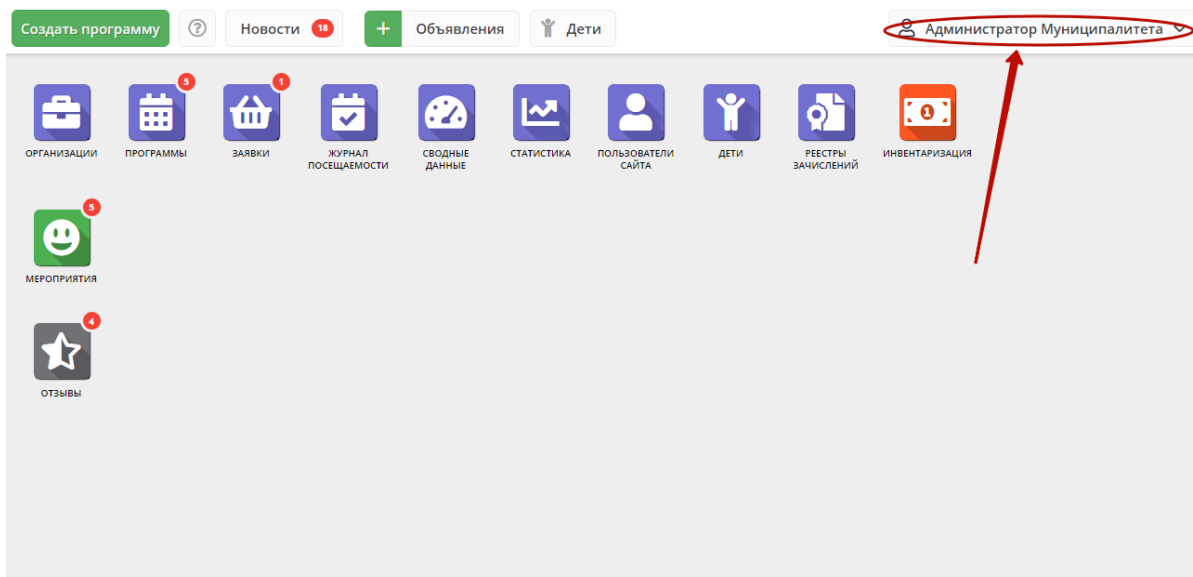 Создать программу
?
Новости 18
+ Объявления
Дети
Администратор Муниципалитета
5
1
1
ОРГАНИЗАЦИИ
ПРОГРАММЫ
ЗАЯВКИ
ЖУРНАЛ
ПОСЕЩАЕМОСТИ
СВОДНЫЕ
ДАННЫЕ
СТАТИСТИКА
ПОЛЬЗОВАТЕЛИ
САЙТА
ДЕТИ
РЕЕСТРЫ
ЗАЧИСЛЕНИЙ
ИНВЕНТАРИЗАЦИЯ
5
МЕРОПРИЯТИЯ
4
ОТЗЫВЫ